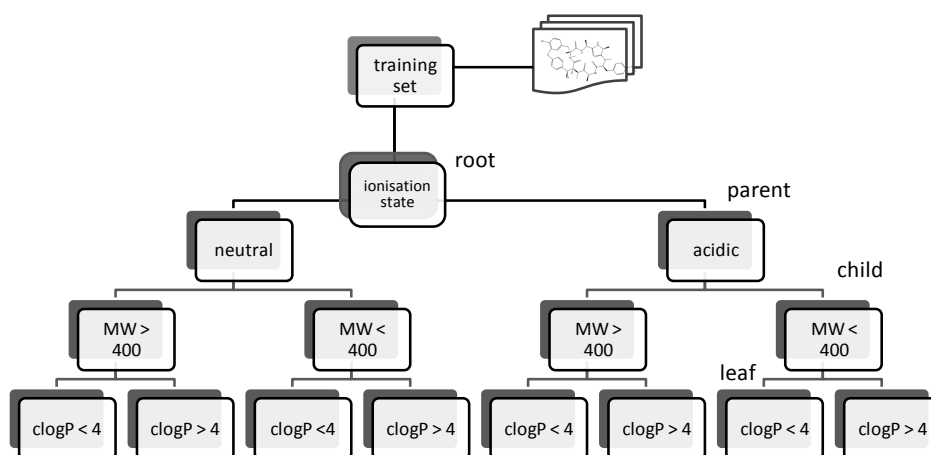 training
set
root
ionisation
state
parent
neutral
acidic
child
MW >
400
MW <
400
MW >
400
MW <
400
leaf
clogP < 4
clogP > 4
clogP <4
clogP > 4
clogP < 4
clogP > 4
clogP < 4
clogP > 4